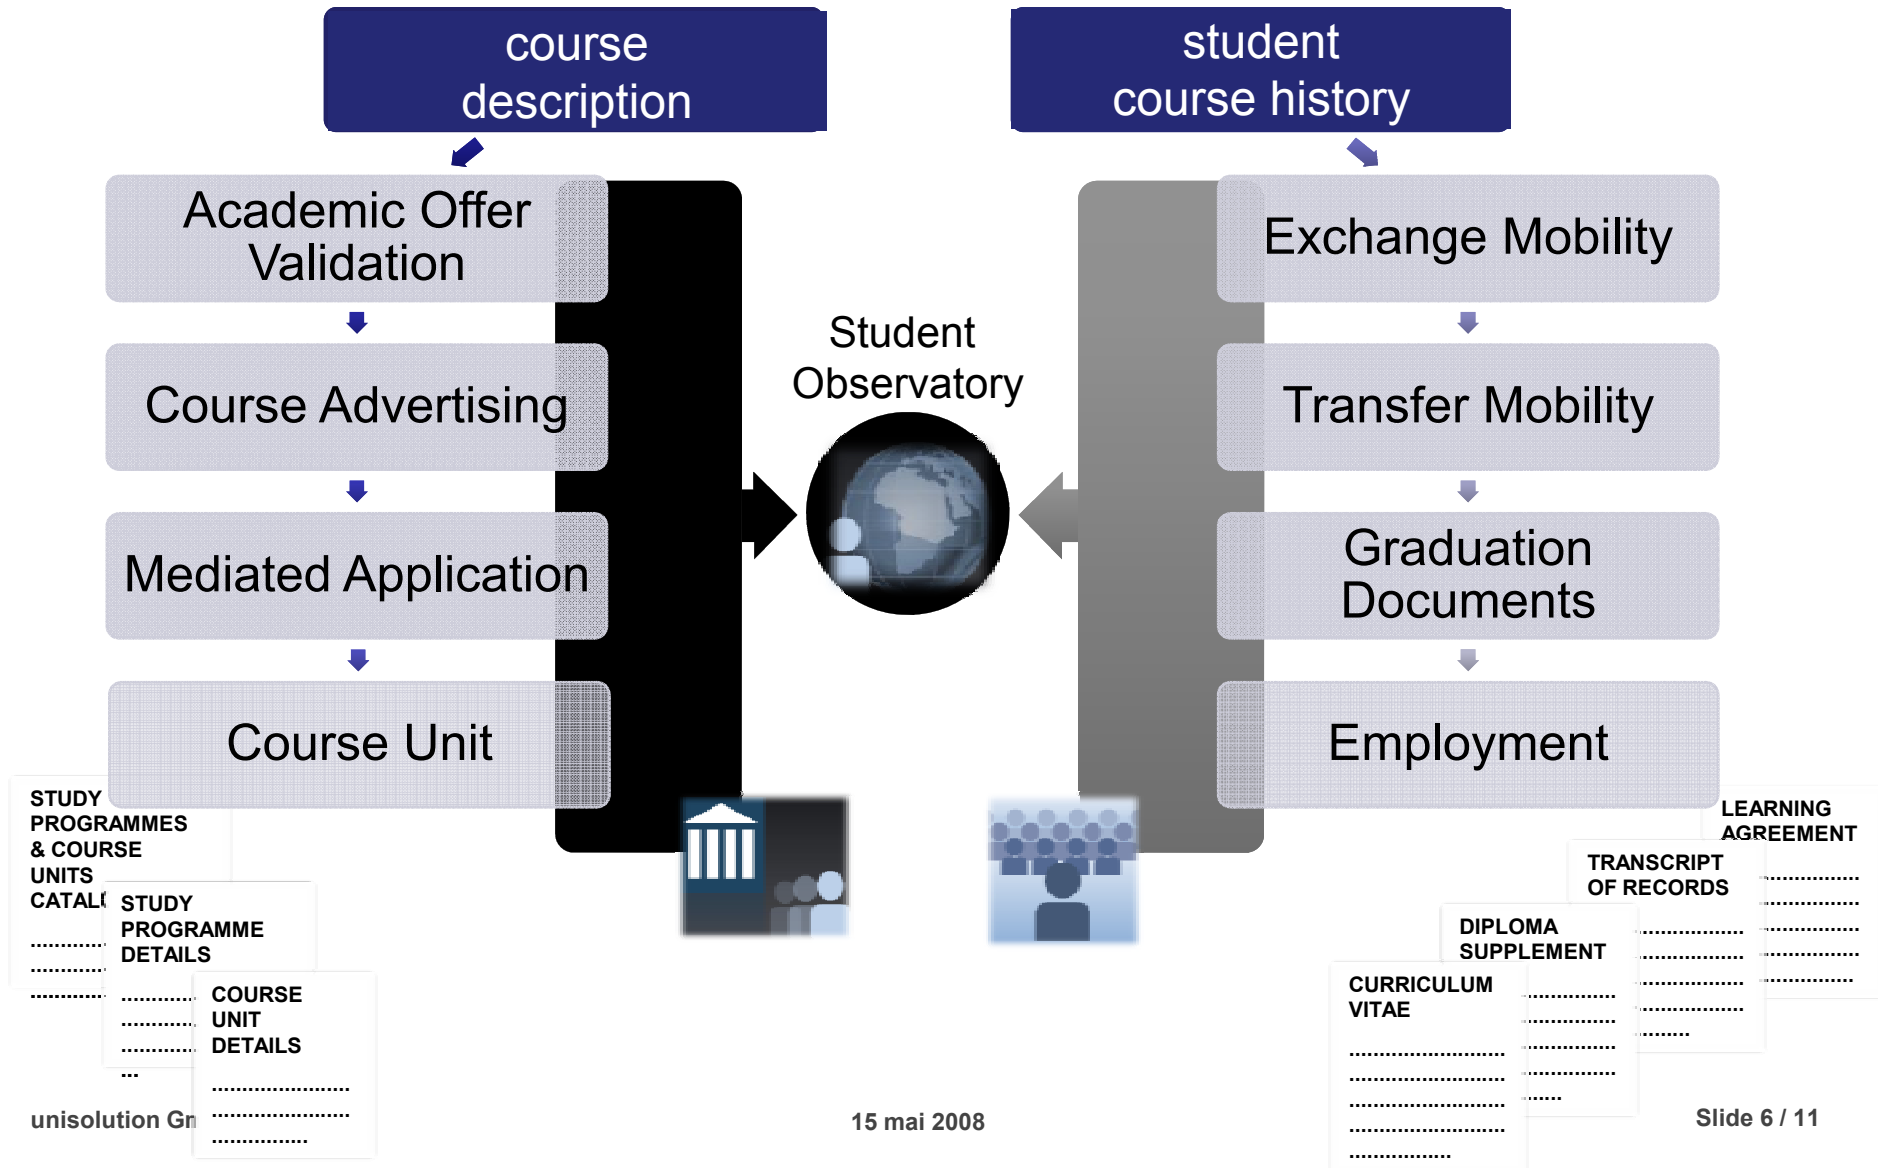 course
description
student
course history
Academic Offer
Validation
Course Advertising
Mediated Application
Course Unit
Student
Observatory
Exchange Mobility
Transfer Mobility
Graduation
Documents
Employment
STUDY
PROGRAMMES
& COURSE
UNITS
STUDY
PROGRAMME
DETAILS
COURSE
UNIT
DETAILS
LEARNING
AGREEMENT
TRANSCRIPT
OF RECORDS
DIPLOMA
SUPPLEMENT
CURRICULUM
VITAE
unisolution
15 mai 2008
Slide 6 / 11